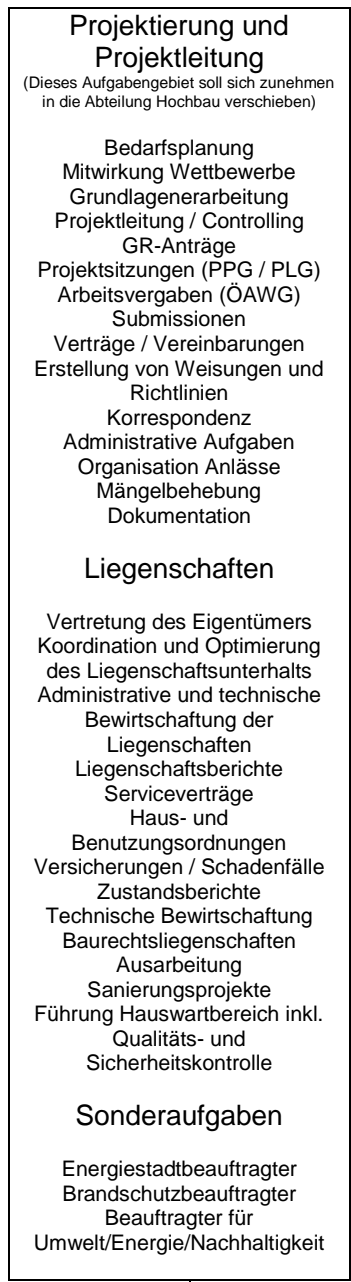 Projektierung und
Projektleitung
(Dieses Aufgabengebiet soll sich zunehmen
in die Abteilung Hochbau verschieben)
Bedarfsplanung
Mitwirkung Wettbewerbe
Grundlagenerarbeitung
Projektleitung / Controlling
GR-Anträge
Projektsitzungen (PPG / PLG)
Arbeitsvergaben (ÖAWG)
Submissionen
Verträge / Vereinbarungen
Erstellung von Weisungen und
Richtlinien
Korrespondenz
Administrative Aufgaben
Organisation Anlässe
Mängelbehebung
Dokumentation
Liegenschaften
Vertretung des Eigentümers
Koordination und Optimierung
des Liegenschaftsunterhalts
Administrative und technische
Bewirtschaftung der
Liegenschaften
Liegenschaftsberichte
Serviceverträge
Haus- und
Benutzungsordnungen
Versicherungen / Schadenfälle
Zustandsberichte
Technische Bewirtschaftung
Baurechtsliegenschaften
Ausarbeitung
Sanierungsprojekte
Führung Hauswartbereich inkl.
Qualitäts- und
Sicherheitskontrolle
Sonderaufgaben
Energiestadtbeauftragter
Brandschutzbeauftragter
Beauftragter für
Umwelt/Energie/Nachhaltigkeit